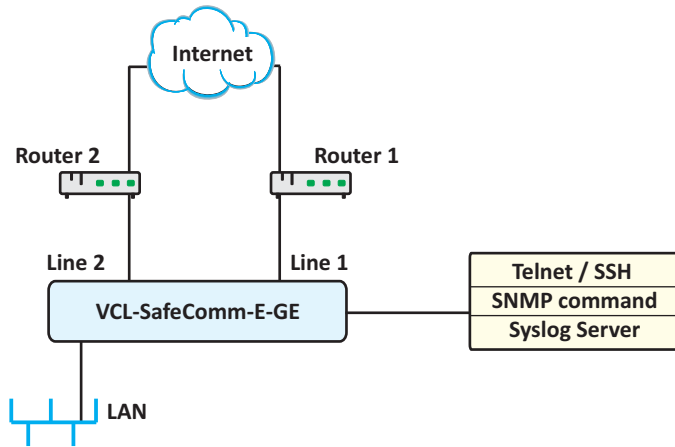 Internet
Router 2
Router 1
Line 2
Line 1
VCL-SafeComm-E-GE
Telnet / SSH
SNMP command
Syslog Server
LAN